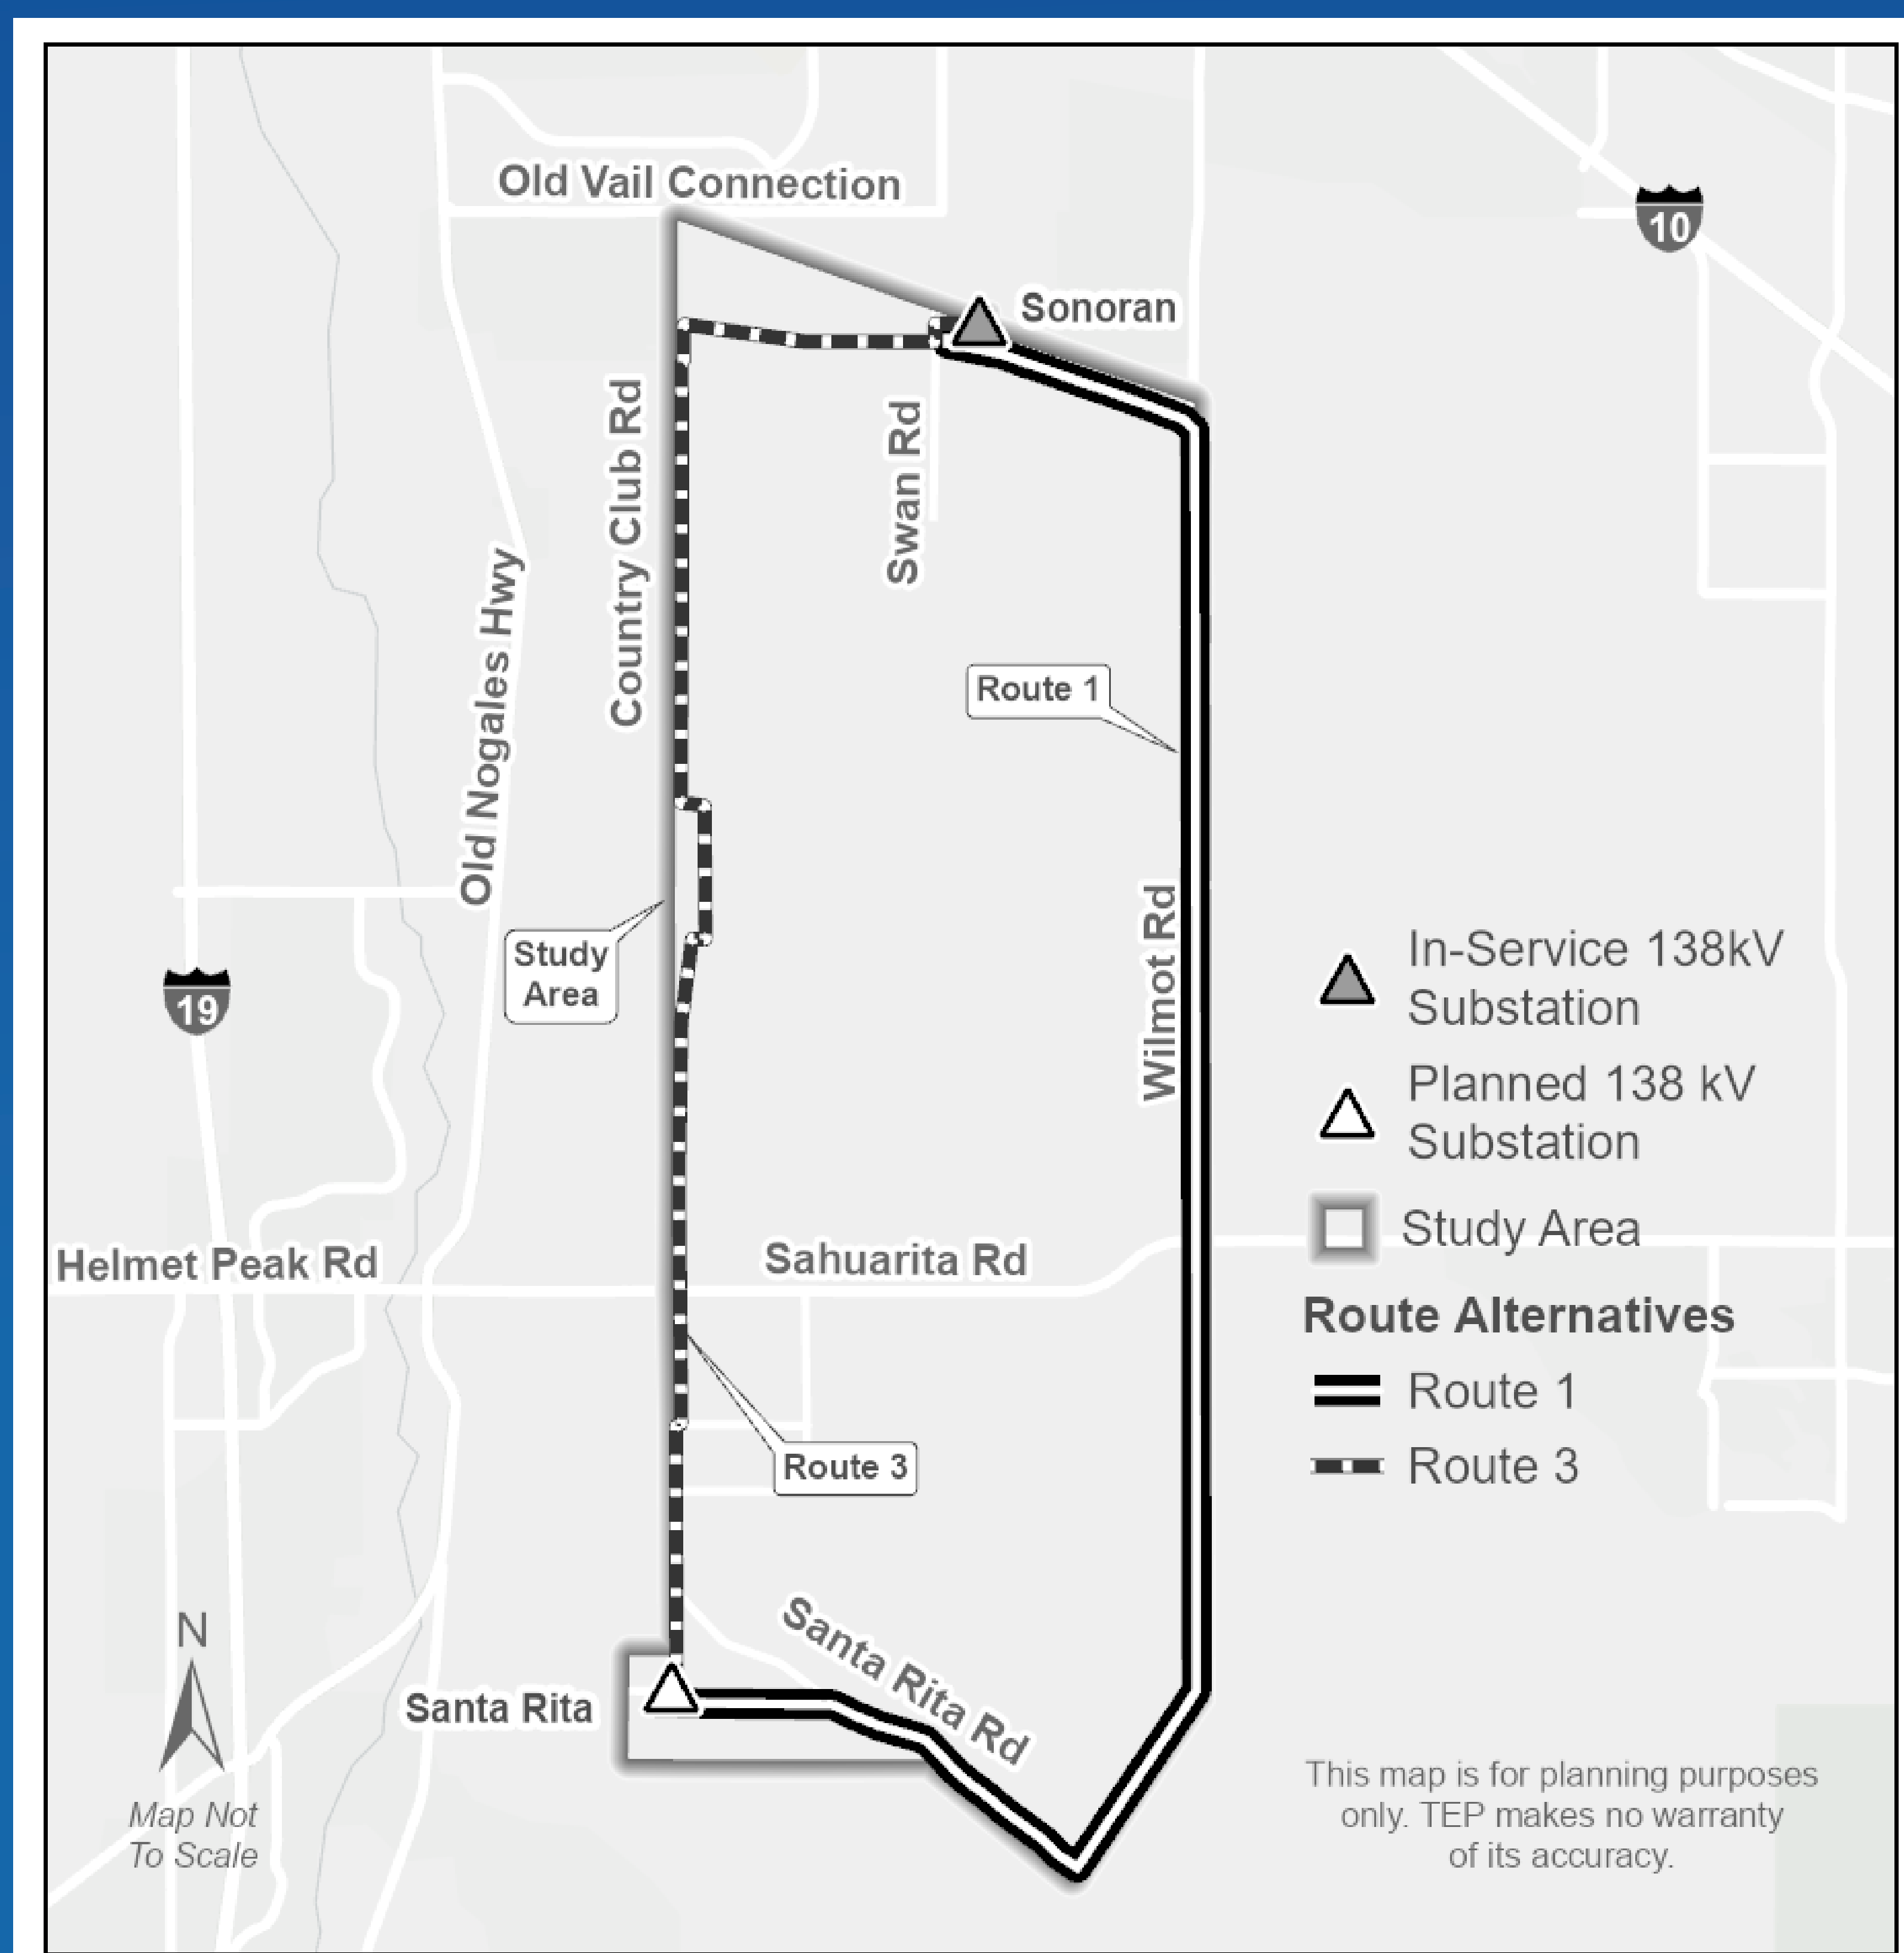 Old Vail Connection
10
Sonoran
Country Club Rd
Swan Rd
Old Nogales Hwy
Route 1
Study
Area
Wilmot Rd
19
In-Service 138kV
Substation
Planned 138 kV
Substation
Study Area
Helmet Peak Rd
Sahuarita Rd
Route Alternatives
Route 1
Route 3
Route 3
N
Santa Rita Rd
Santa Rita
Map Not
To Scale
This map is for planning purposes
only. TEP makes no warranty
of its accuracy.